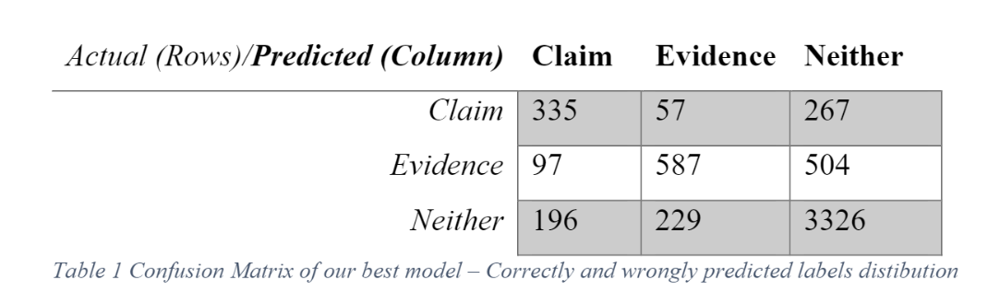 Actual (Rows)/Predicted (Column) Claim Evidence Neither
Claim 335 57 267
Evidence 97 587 504
Neither 196 229 3326
Table 1 Confusion Matrix of our best model – Correctly and wrongly predicted labels distibution